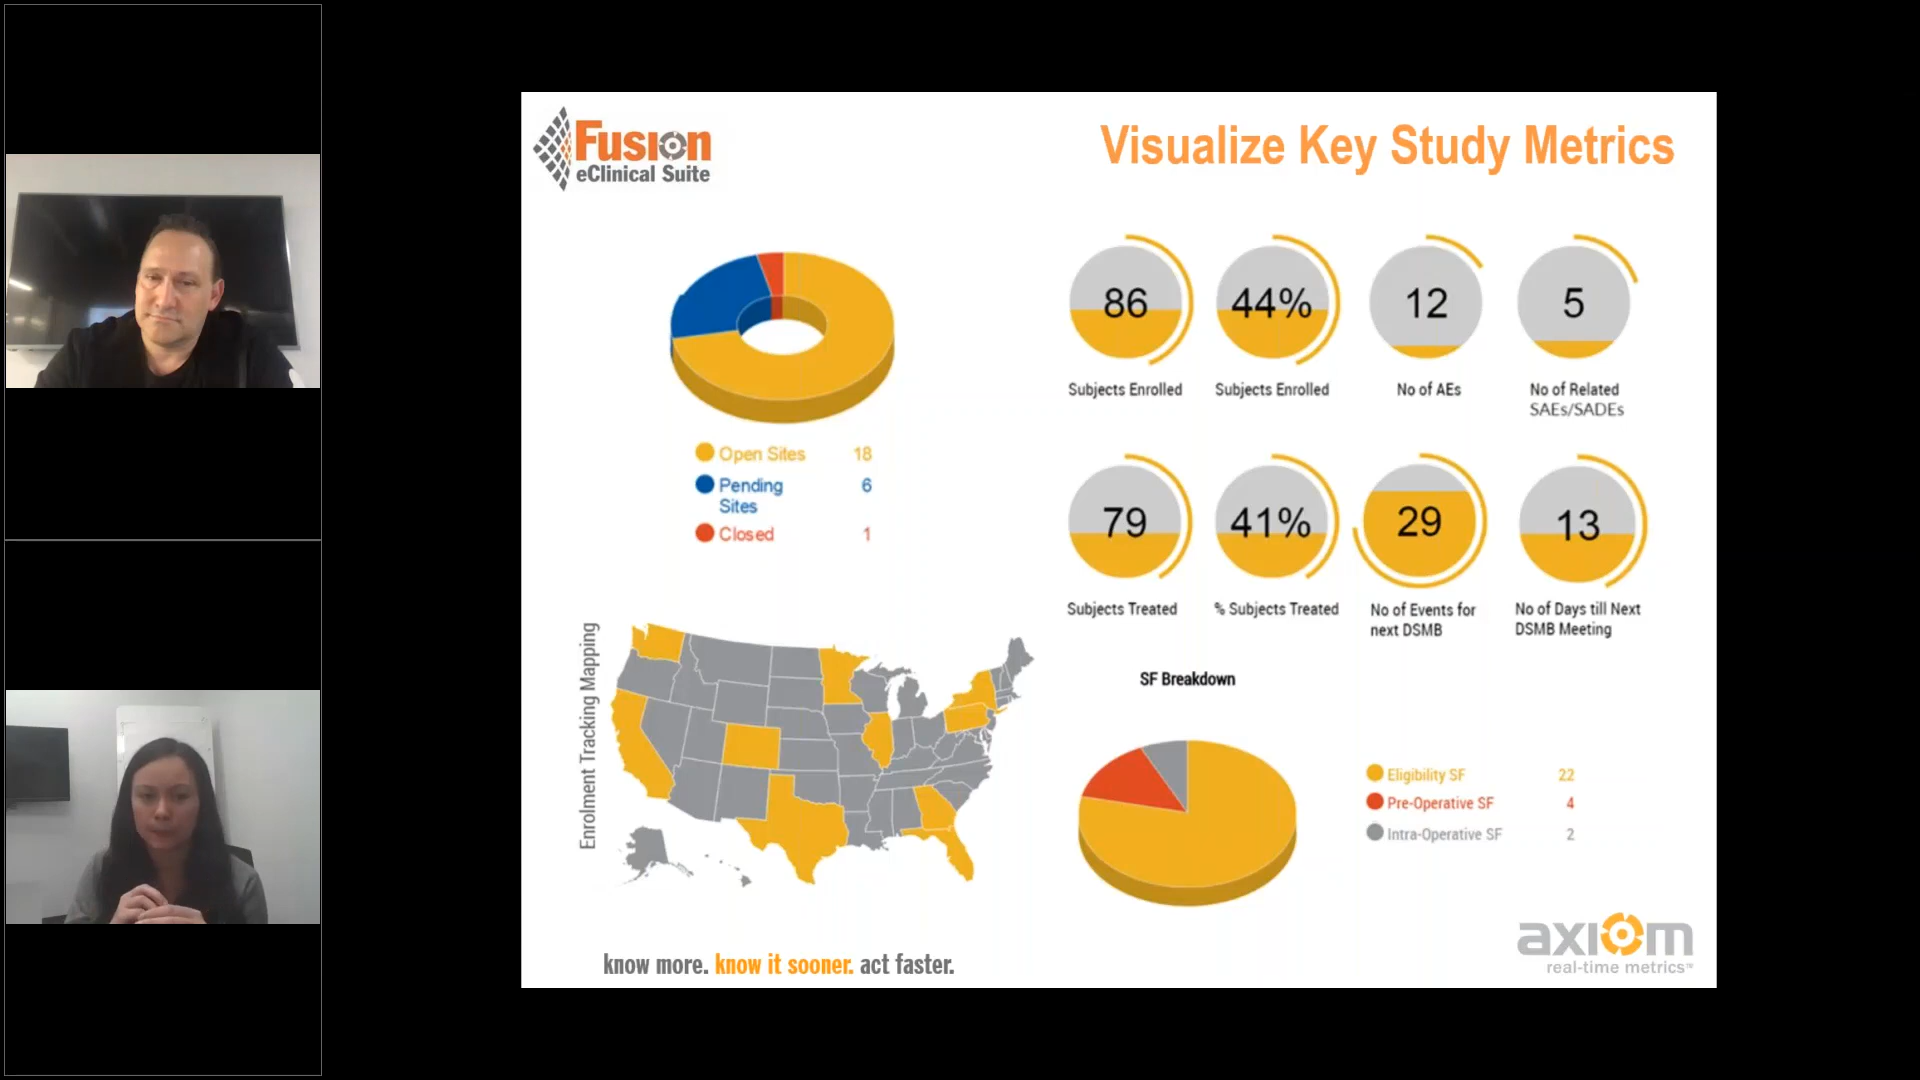 Fusion
eClinical Suite
Visualize Key Study Metrics
Open Sites 18
Pending
Sites 6
Closed 1
86
Subjects Enrolled
44%
Subjects Enrolled
12
No of AEs
5
No of Related
SAEs/SADEs
79
Subjects Treated
41%
% Subjects Treated
29
No of Events for
next DSMB
13
No of Days till Next
DSMB Meeting
Enrolment Tracking Mapping
SF Breakdown
Eligibility SF 22
Pre-Operative SF 4
Intra-Operative SF 2
know more. know it sooner. act faster.
axiom
real-time metrics™